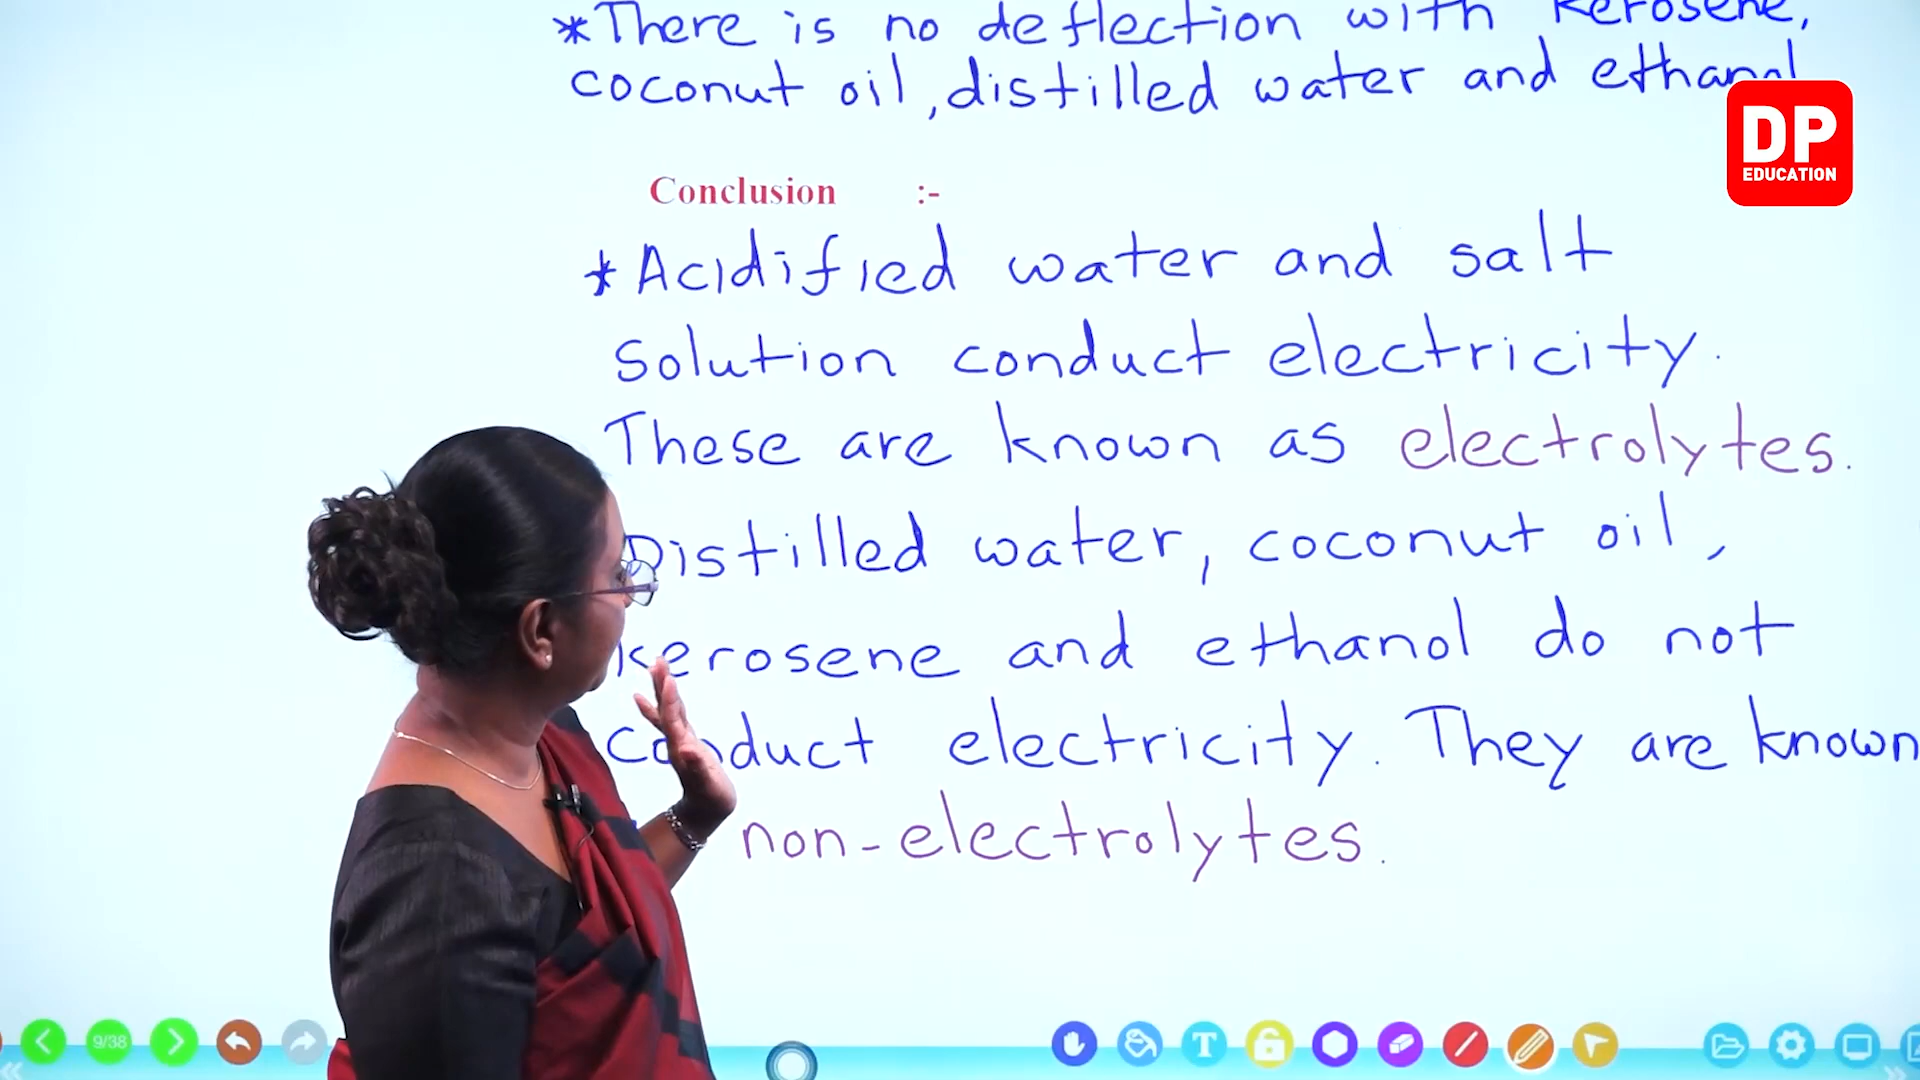 *There is no deflection with kerosene,
coconut oil, distilled water and ethanol
DP
EDUCATION
Conclusion :-
*Acidified water and salt
solution conduct electricity.
These are known as electrolytes.
Distilled water, coconut oil,
kerosene and ethanol do not
conduct electricity. They are known
non-electrolytes.
9/38
T